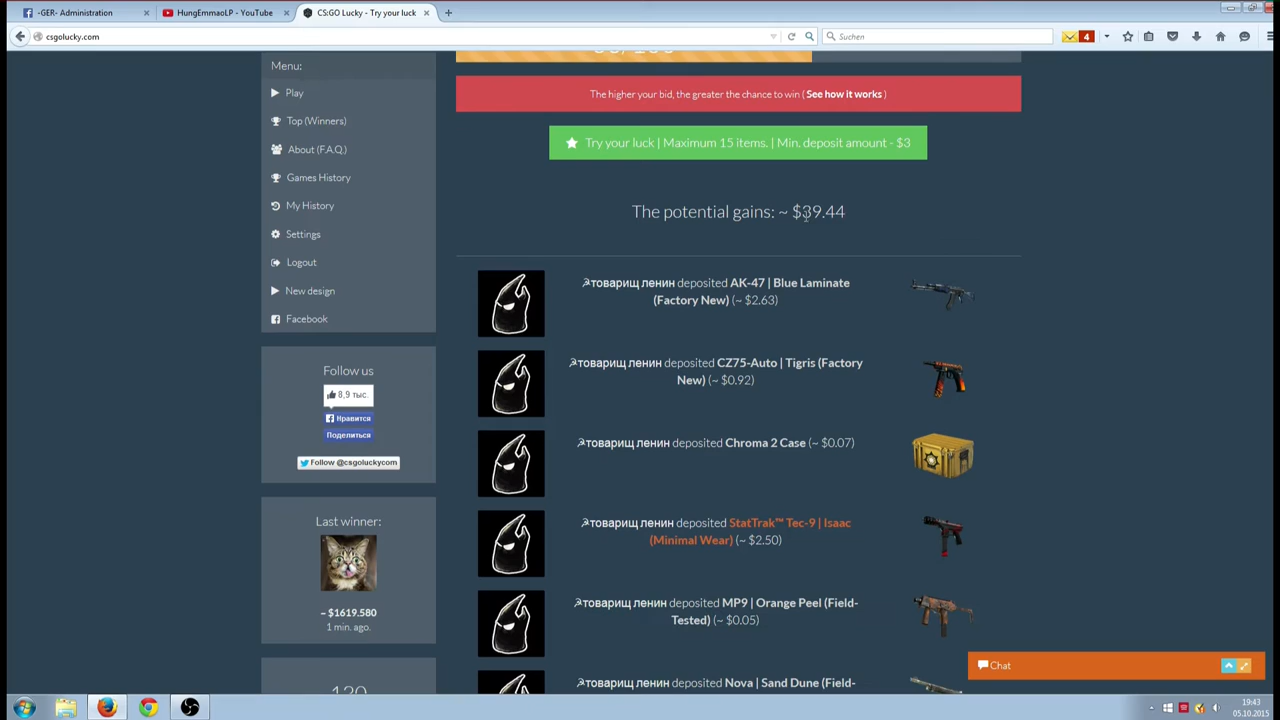 -GER- Administration
HungEmmaoLP - YouTube
CS:GO Lucky - Try your luck
csgolucky.com
Suchen
4
Menu:
Play
Top (Winners)
About (F.A.Q.)
Games History
My History
Settings
Logout
New design
Facebook
Follow us
8,9 тыс.
Нравится
Поделиться
Follow @csgoluckycom
Last winner:
~ $1619.580
1 min. ago.
The higher your bid, the greater the chance to win ( See how it works )
Try your luck | Maximum 15 items. | Min. deposit amount - $3
The potential gains: ~ $39.44
☭товарищ ленин deposited AK-47 | Blue Laminate
(Factory New) (~ $2.63)
☭товарищ ленин deposited CZ75-Auto | Tigris (Factory
New) (~ $0.92)
☭товарищ ленин deposited Chroma 2 Case (~ $0.07)
☭товарищ ленин deposited StatTrak™ Tec-9 | Isaac
(Minimal Wear) (~ $2.50)
☭товарищ ленин deposited MP9 | Orange Peel (Field-
Tested) (~ $0.05)
☭товарищ ленин deposited Nova | Sand Dune (Field-
Chat
19:43
05.10.2015